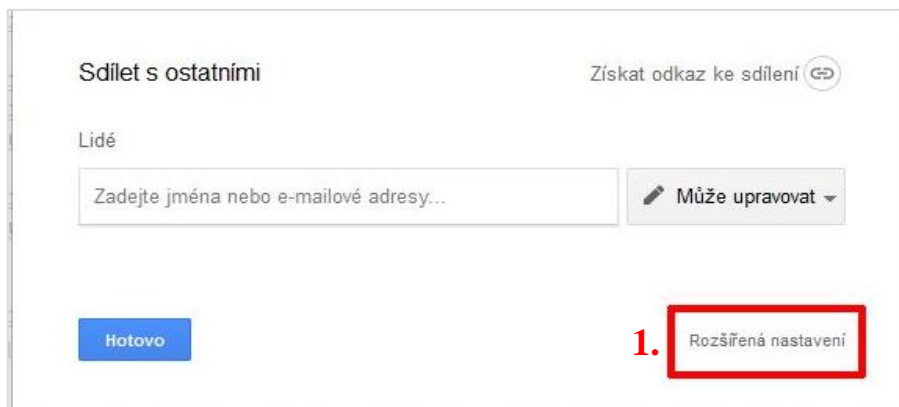 Sdílet s ostatními
Získat odkaz ke sdílení
Lidé
Zadejte jména nebo e-mailové adresy...
Může upravovat
Hotovo
1.
Rozšířená nastavení